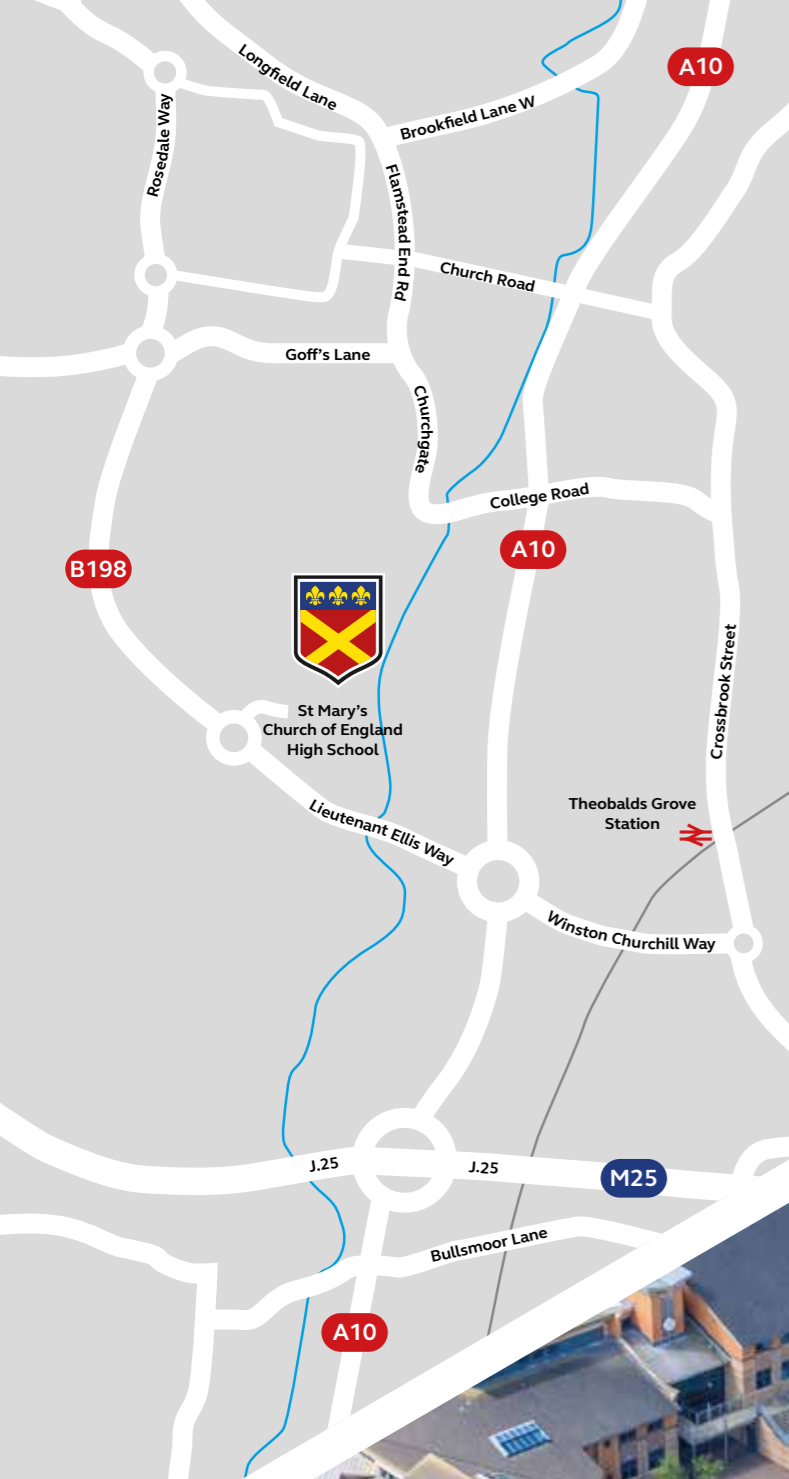 A10
Longfield Lane
Brookfield Lane W
Rosedale Way
Flamstead End Rd
Church Road
Goff's Lane
Churchgate
College Road
A10
B198
St Mary's
Church of England
High School
Crossbrook Street
Theobalds Grove
Station
Lieutenant Ellis Way
Winston Churchill Way
J.25
J.25
M25
Bullsmoor Lane
A10